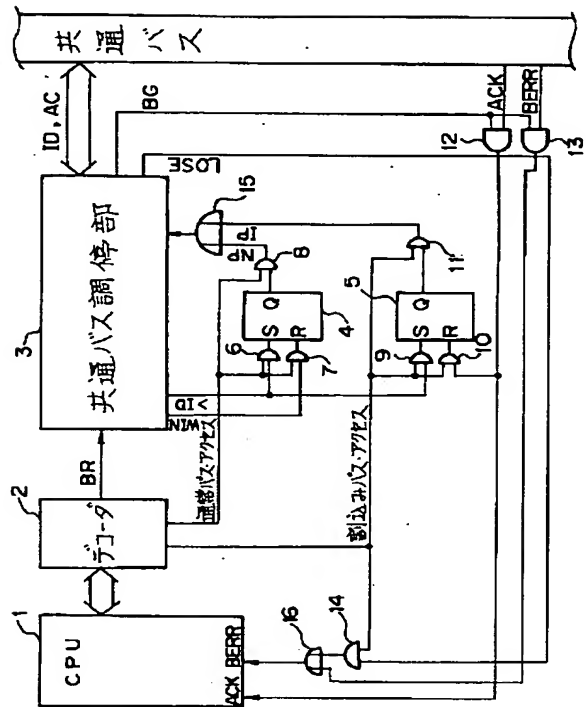 共通バス
ID, AC
BG
ACK
BERR
12
13
LOSE
15
共通バス調停部
3
IP
NP
8
11
Q
4
S
R
6
7
5
Q
S
R
9
10
>ID
WIN
BR
通常バス・アクセス
割込みバス・アクセス
2
デコーダ
1
CPU
ACK
BERR
16
14